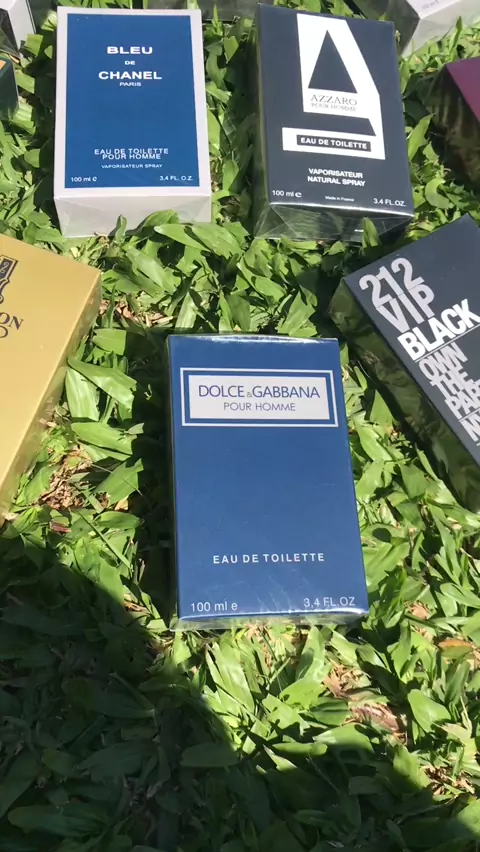 BLEU
DE
CHANEL
PARIS
EAU DE TOILETTE
POUR HOMME
VAPORISATEUR SPRAY
100 ml e
3,4 FL. OZ.
AZZARO
POUR HOMME
EAU DE TOILETTE
VAPORISATEUR
NATURAL SPRAY
Made in France
100 ml e
3.4 FL.OZ.
212
VIP
BLACK
OWN
THE
PAR
DOLCE&GABBANA
POUR HOMME
EAU DE TOILETTE
100 ml e
3,4 FL.OZ